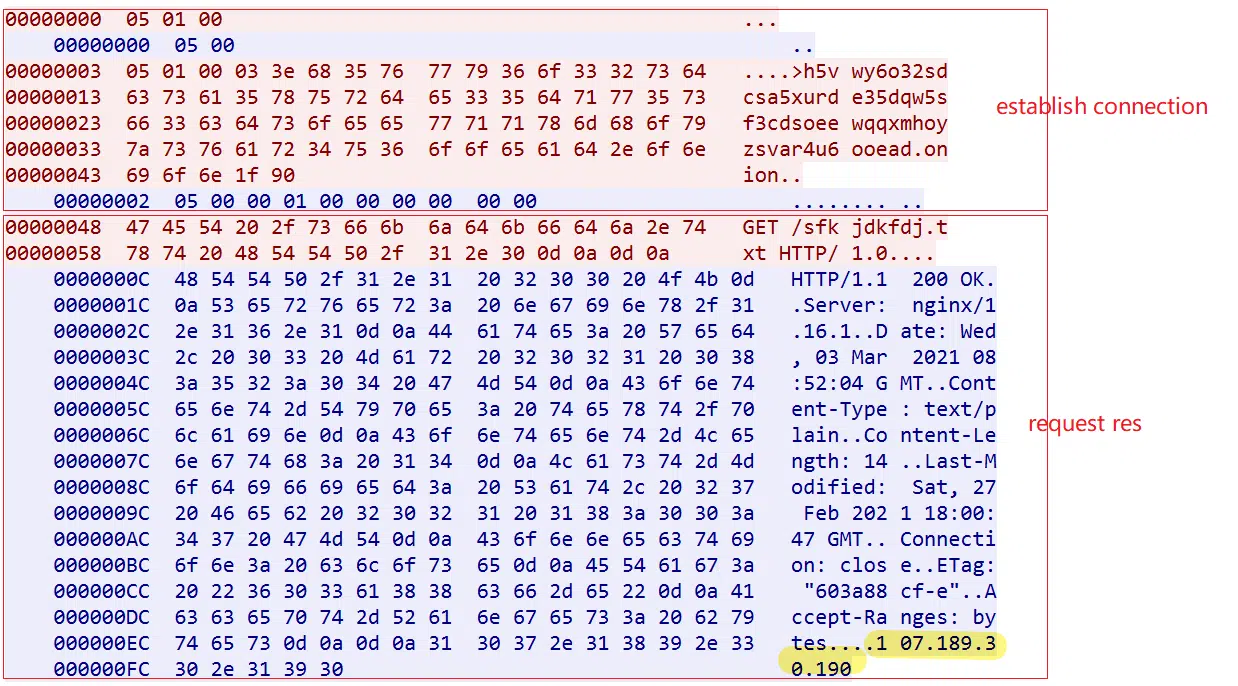 00000000  05 01 00                                           ...
    00000000  05 00                                              ..
00000003  05 01 00 03 3e 68 35 76  77 79 36 6f 33 32 73 64   ....>h5v wy6o32sd
00000013  63 73 61 35 78 75 72 64  65 33 35 64 71 77 35 73   csa5xurd e35dqw5s
establish connection
00000023  66 33 63 64 73 6f 65 65  77 71 71 78 6d 68 6f 79   f3cdsoee wqqxmhoy
00000033  7a 73 76 61 72 34 75 36  6f 6f 65 61 64 2e 6f 6e   zsvar4u6 ooead.on
00000043  69 6f 6e 1f 90                                     ion..
    00000002  05 00 00 01 00 00 00 00  00 00                     ........ ..
00000048  47 45 54 20 2f 73 66 6b  6a 64 6b 66 64 6a 2e 74   GET /sfk jdkfdj.t
00000058  78 74 20 48 54 54 50 2f  31 2e 30 0d 0a 0d 0a      xt HTTP/ 1.0....
    0000000C  48 54 54 50 2f 31 2e 31  20 32 30 30 20 4f 4b 0d   HTTP/1.1  200 OK.
    0000001C  0a 53 65 72 76 65 72 3a  20 6e 67 69 6e 78 2f 31   .Server:  nginx/1
    0000002C  2e 31 36 2e 31 0d 0a 44  61 74 65 3a 20 57 65 64   .16.1..D ate: Wed
    0000003C  2c 20 30 33 20 4d 61 72  20 32 30 32 31 20 30 38   , 03 Mar  2021 08
    0000004C  3a 35 32 3a 30 34 20 47  4d 54 0d 0a 43 6f 6e 74   :52:04 G MT..Cont
    0000005C  65 6e 74 2d 54 79 70 65  3a 20 74 65 78 74 2f 70   ent-Type : text/p
request res
    0000006C  6c 61 69 6e 0d 0a 43 6f  6e 74 65 6e 74 2d 4c 65   lain..Co ntent-Le
    0000007C  6e 67 74 68 3a 20 31 34  0d 0a 4c 61 73 74 2d 4d   ngth: 14 ..Last-M
    0000008C  6f 64 69 66 69 65 64 3a  20 53 61 74 2c 20 32 37   odified:  Sat, 27
    0000009C  20 46 65 62 20 32 30 32  31 20 31 38 3a 30 30 3a    Feb 202 1 18:00:
    000000AC  34 37 20 47 4d 54 0d 0a  43 6f 6e 6e 65 63 74 69   47 GMT.. Connecti
    000000BC  6f 6e 3a 20 63 6c 6f 73  65 0d 0a 45 54 61 67 3a   on: clos e..ETag:
    000000CC  20 22 36 30 33 61 38 38  63 66 2d 65 22 0d 0a 41    "603a88 cf-e"..A
    000000DC  63 63 65 70 74 2d 52 61  6e 67 65 73 3a 20 62 79   ccept-Ra nges: by
    000000EC  74 65 73 0d 0a 0d 0a 31  30 37 2e 31 38 39 2e 33   tes....1 07.189.3
    000000FC  30 2e 31 39 30                                     0.190